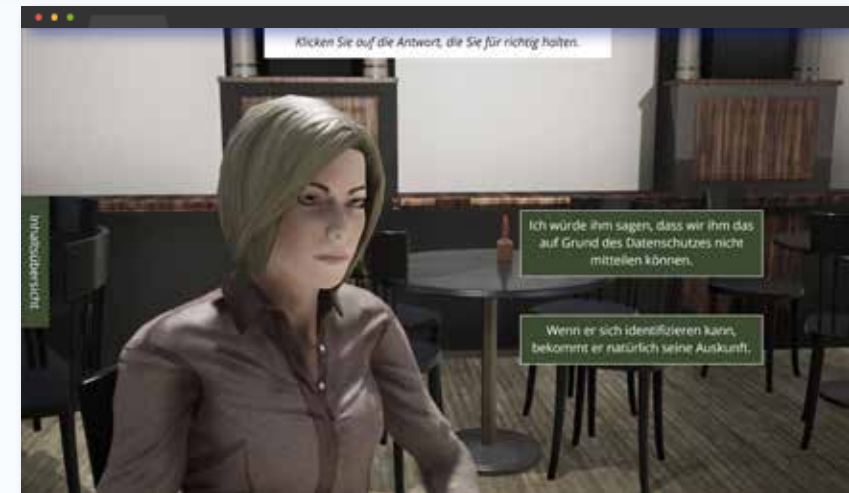 Klicken Sie auf die Antwort, die Sie für richtig halten.
Inhaltsübersicht
Ich würde ihm sagen, dass wir ihm das
auf Grund des Datenschutzes nicht
mitteilen können.
Wenn er sich identifizieren kann,
bekommt er natürlich seine Auskunft.